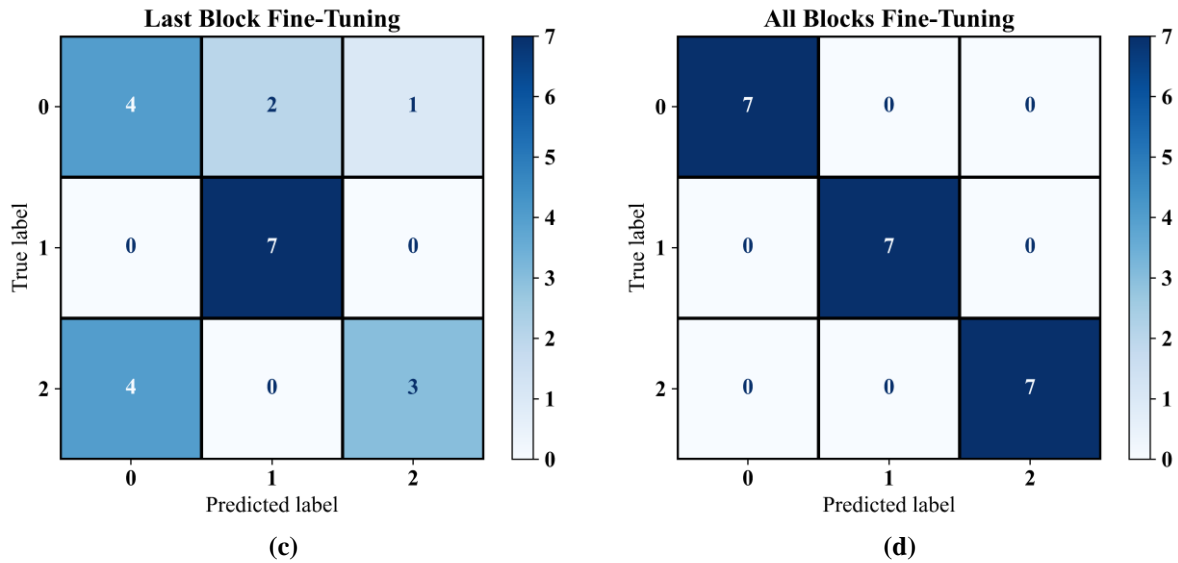 Last Block Fine-Tuning
All Blocks Fine-Tuning
True label
0
1
2
4 2 1
0 7 0
4 0 3
0 1 2
Predicted label
7
6
5
4
3
2
1
0
(c)
True label
0
1
2
7 0 0
0 7 0
0 0 7
0 1 2
Predicted label
7
6
5
4
3
2
1
0
(d)